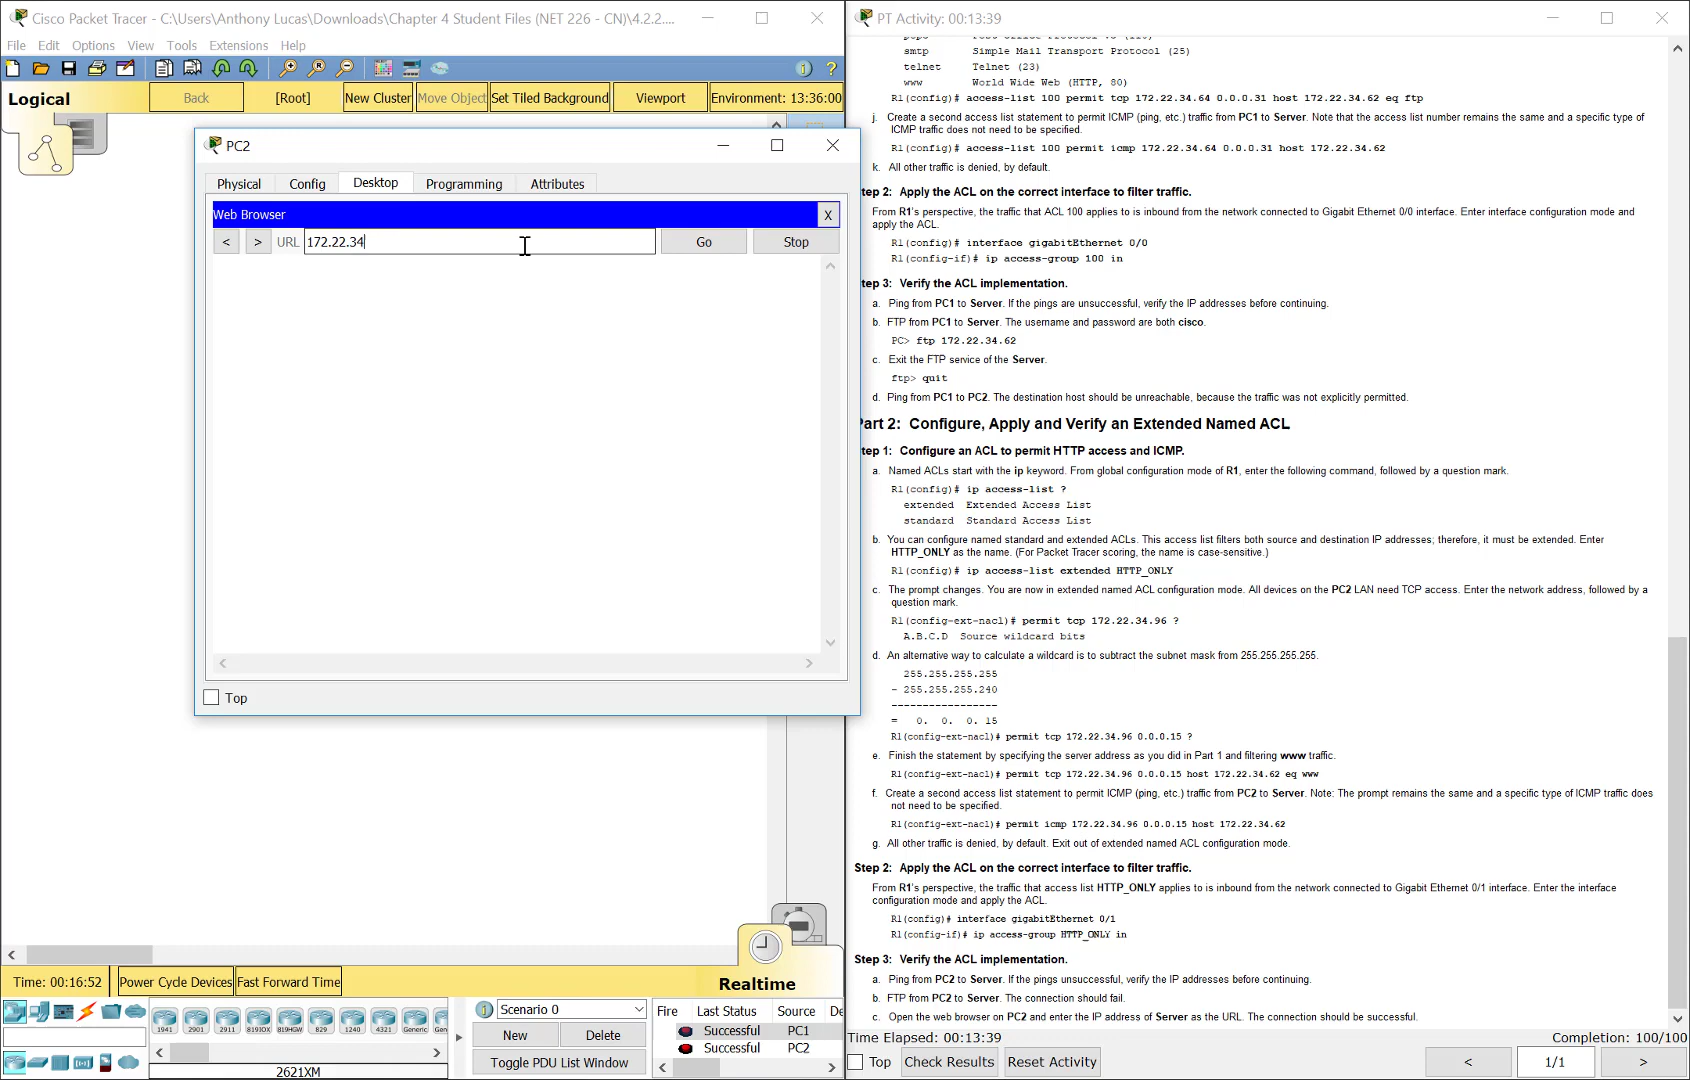 Cisco Packet Tracer - C:\Users\Anthony Lucas\Downloads\Chapter 4 Student Files (NET 226 - CN)\4.2.2....
File Edit Options View Tools Extensions Help
Logical
Back
[Root]
New Cluster
Move Object
Set Tiled Background
Viewport
Environment: 13:36:00
PC2
Physical Config Desktop Programming Attributes
Web Browser
X
< > URL 172.22.34 Go Stop
Top
Time: 00:16:52 Power Cycle Devices Fast Forward Time
Realtime
1941 2901 2911 819IOX 819HGW 829 1240 4321 Generic
2621XM
Scenario 0
New Delete
Toggle PDU List Window
Fire Last Status Source De
Successful PC1
Successful PC2
PT Activity: 00:13:39
smtp Simple Mail Transport Protocol (25)
telnet Telnet (23)
www World Wide Web (HTTP, 80)
R1(config)# access-list 100 permit tcp 172.22.34.64 0.0.0.31 host 172.22.34.62 eq ftp
j. Create a second access list statement to permit ICMP (ping, etc.) traffic from PC1 to Server. Note that the access list number remains the same and a specific type of
ICMP traffic does not need to be specified.
R1(config)# access-list 100 permit icmp 172.22.34.64 0.0.0.31 host 172.22.34.62
k. All other traffic is denied, by default.
tep 2: Apply the ACL on the correct interface to filter traffic.
From R1's perspective, the traffic that ACL 100 applies to is inbound from the network connected to Gigabit Ethernet 0/0 interface. Enter interface configuration mode and
apply the ACL.
R1(config)# interface gigabitEthernet 0/0
R1(config-if)# ip access-group 100 in
tep 3: Verify the ACL implementation.
a. Ping from PC1 to Server. If the pings are unsuccessful, verify the IP addresses before continuing.
b. FTP from PC1 to Server. The username and password are both cisco.
PC> ftp 172.22.34.62
c. Exit the FTP service of the Server.
ftp> quit
d. Ping from PC1 to PC2. The destination host should be unreachable, because the traffic was not explicitly permitted.
art 2: Configure, Apply and Verify an Extended Named ACL
tep 1: Configure an ACL to permit HTTP access and ICMP.
a. Named ACLs start with the ip keyword. From global configuration mode of R1, enter the following command, followed by a question mark.
R1(config)# ip access-list ?
extended Extended Access List
standard Standard Access List
b. You can configure named standard and extended ACLs. This access list filters both source and destination IP addresses; therefore, it must be extended. Enter
HTTP_ONLY as the name. (For Packet Tracer scoring, the name is case-sensitive.)
R1(config)# ip access-list extended HTTP_ONLY
c. The prompt changes. You are now in extended named ACL configuration mode. All devices on the PC2 LAN need TCP access. Enter the network address, followed by a
question mark.
R1(config-ext-nacl)# permit tcp 172.22.34.96 ?
A.B.C.D Source wildcard bits
d. An alternative way to calculate a wildcard is to subtract the subnet mask from 255.255.255.255.
255.255.255.255
- 255.255.255.240
-----------------
= 0. 0. 0. 15
R1(config-ext-nacl)# permit tcp 172.22.34.96 0.0.0.15 ?
e. Finish the statement by specifying the server address as you did in Part 1 and filtering www traffic.
R1(config-ext-nacl)# permit tcp 172.22.34.96 0.0.0.15 host 172.22.34.62 eq www
f. Create a second access list statement to permit ICMP (ping, etc.) traffic from PC2 to Server. Note: The prompt remains the same and a specific type of ICMP traffic does
not need to be specified.
R1(config-ext-nacl)# permit icmp 172.22.34.96 0.0.0.15 host 172.22.34.62
g. All other traffic is denied, by default. Exit out of extended named ACL configuration mode.
Step 2: Apply the ACL on the correct interface to filter traffic.
From R1's perspective, the traffic that access list HTTP_ONLY applies to is inbound from the network connected to Gigabit Ethernet 0/1 interface. Enter the interface
configuration mode and apply the ACL.
R1(config)# interface gigabitEthernet 0/1
R1(config-if)# ip access-group HTTP_ONLY in
Step 3: Verify the ACL implementation.
a. Ping from PC2 to Server. If the pings unsuccessful, verify the IP addresses before continuing.
b. FTP from PC2 to Server. The connection should fail.
c. Open the web browser on PC2 and enter the IP address of Server as the URL. The connection should be successful.
Time Elapsed: 00:13:39 Completion: 100/100
Top Check Results Reset Activity < 1/1 >